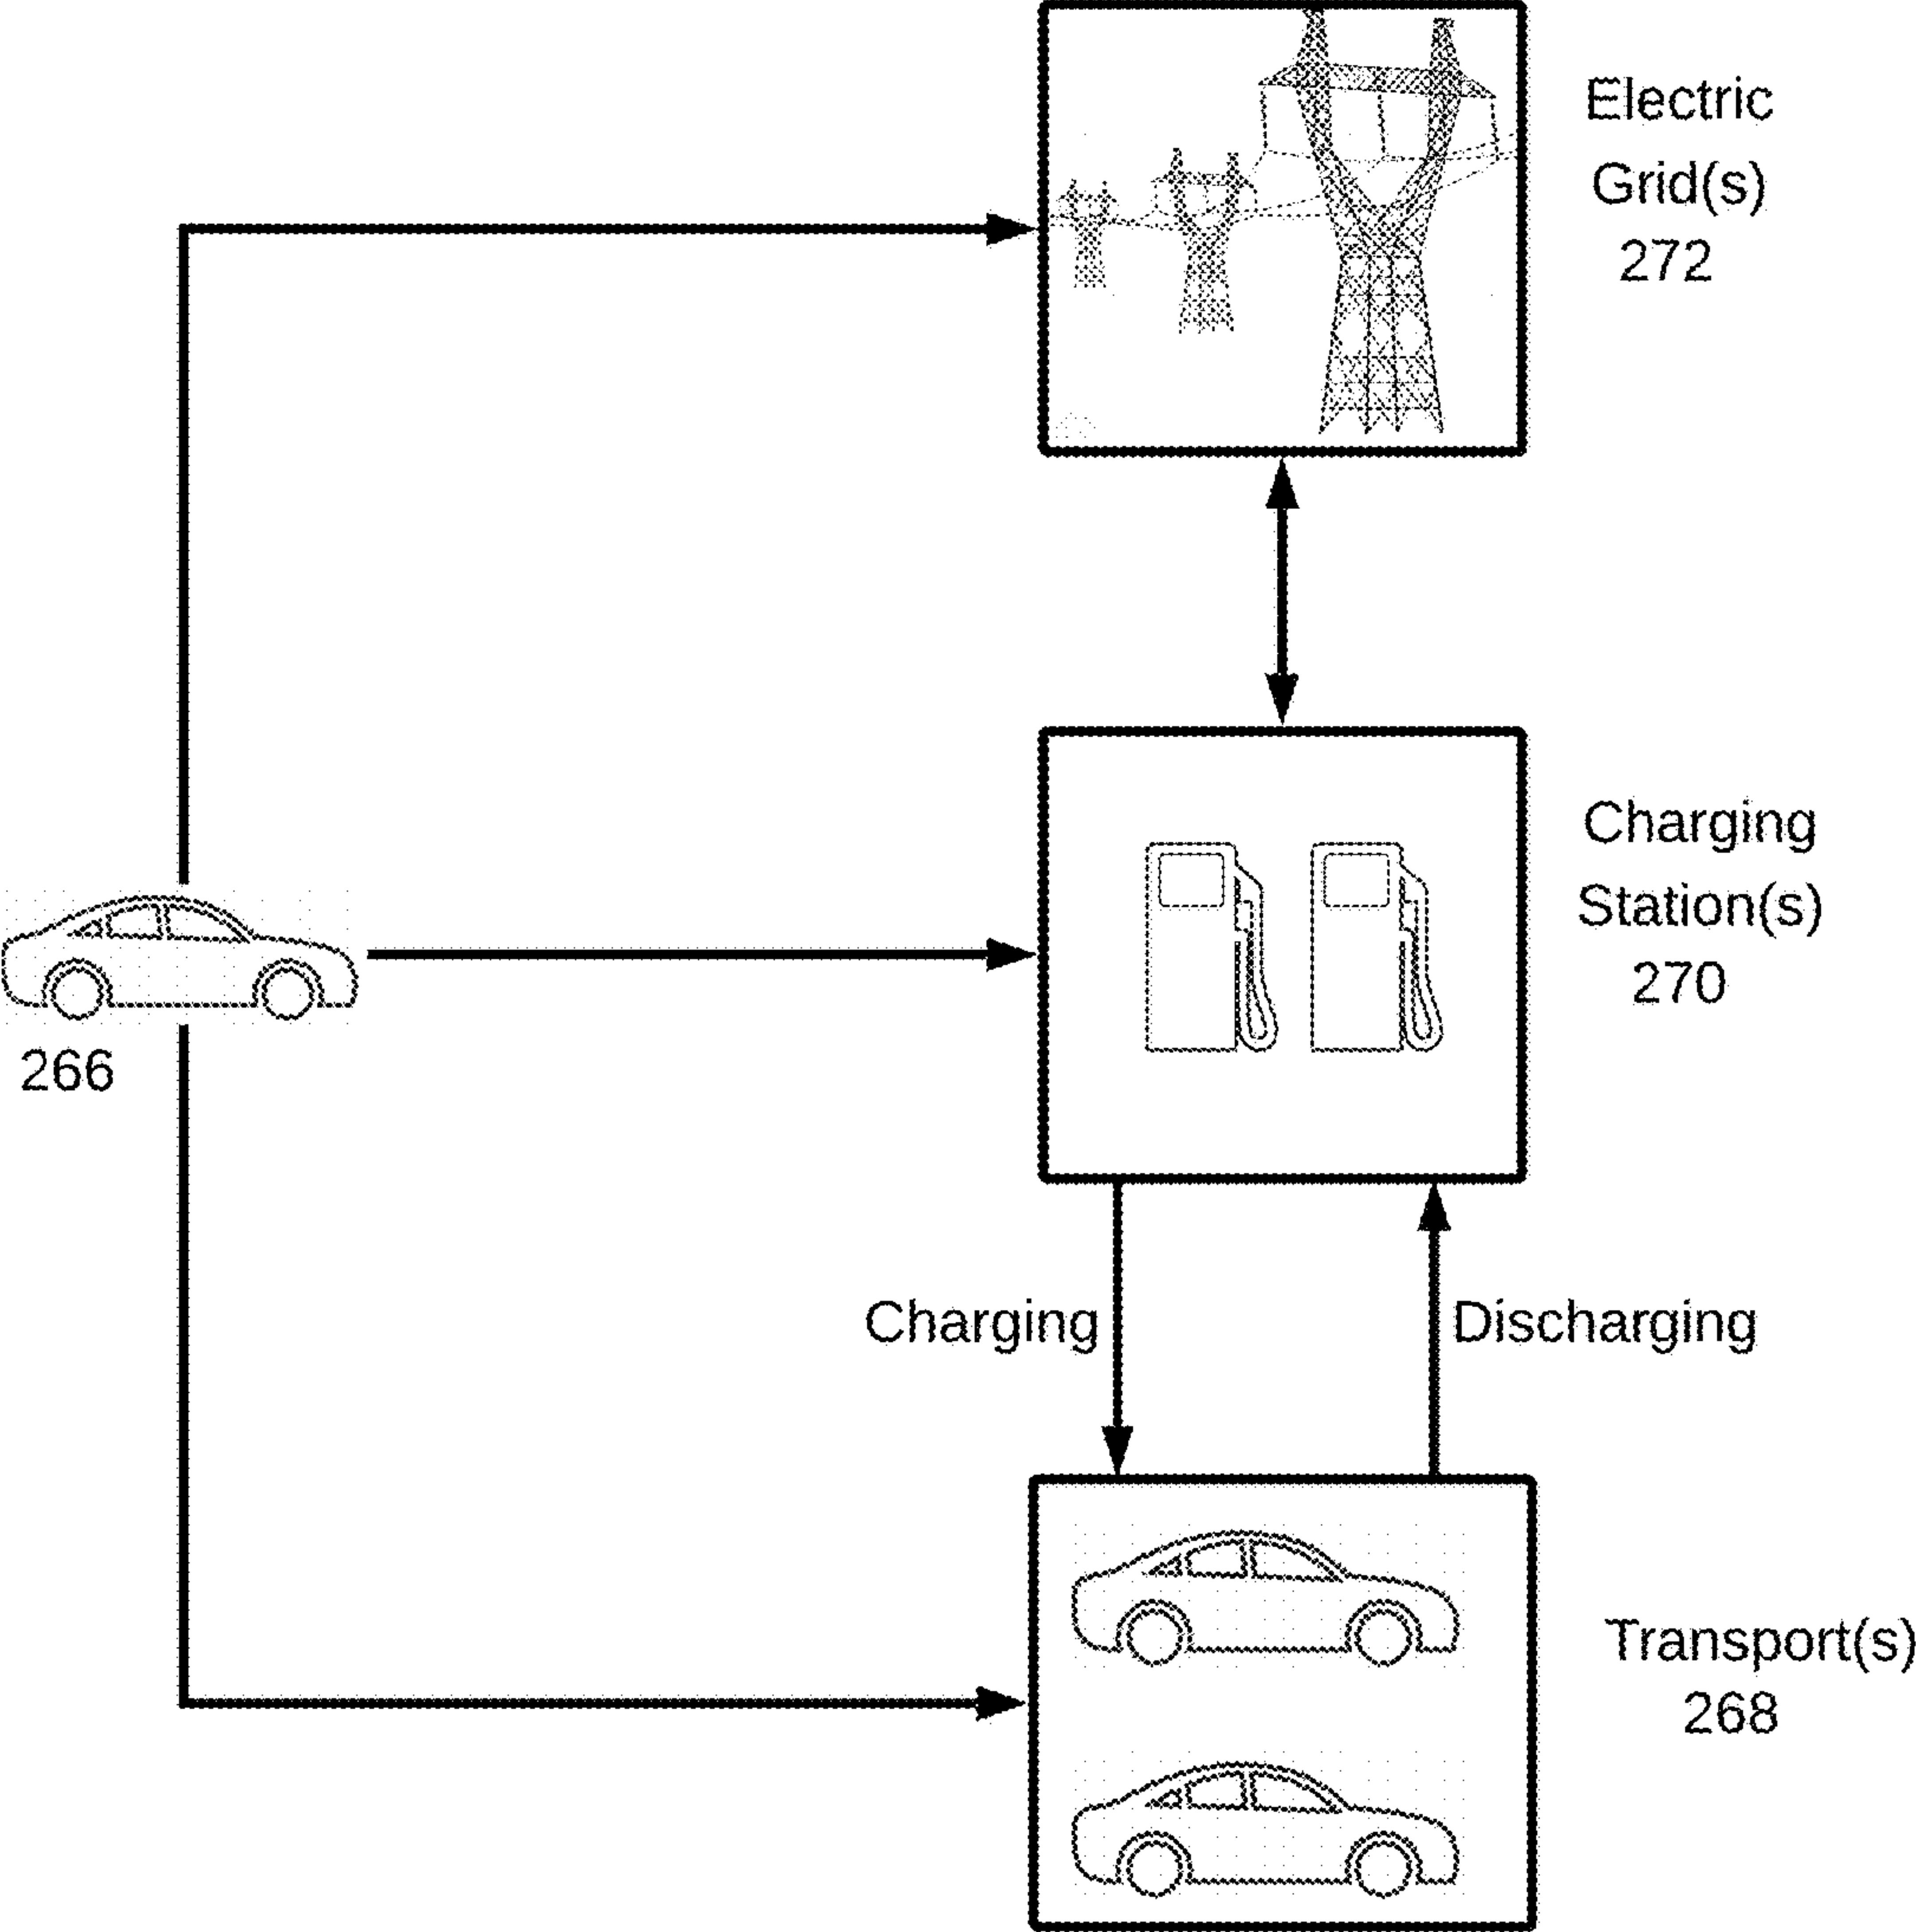 Electric
Grid(s)
272
Charging
Station(s)
270
266
Charging
Discharging
Transport(s)
268